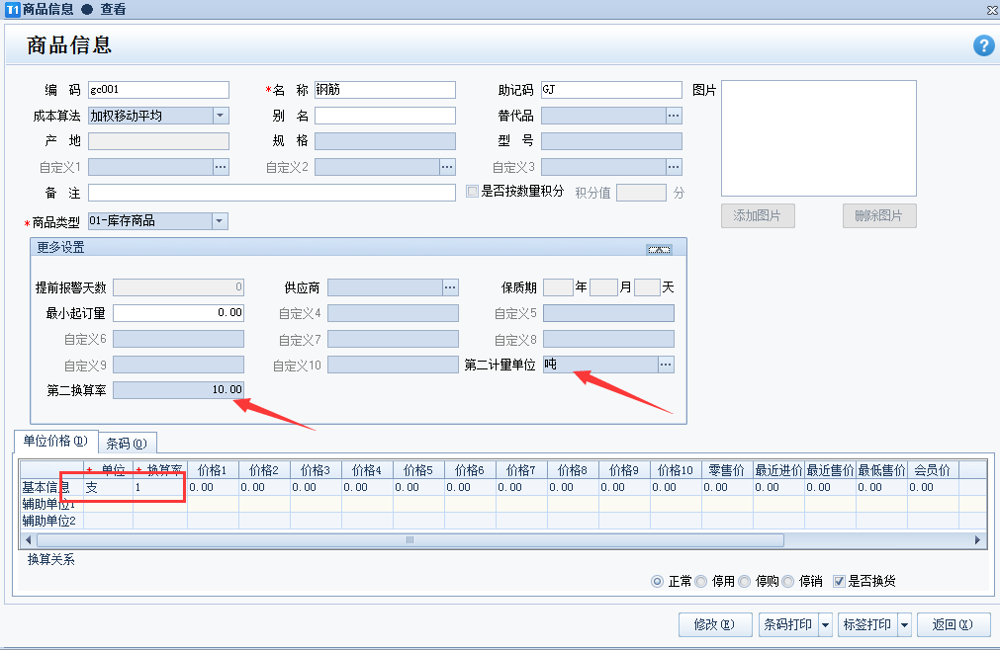 T1 商品信息 ● 查看
商品信息
?
编 码 gc001 *名 称 钢筋 助记码 GJ 图片
成本算法 加权移动平均 别 名 替代品 ...
产 地 规 格 型 号
自定义1 ... 自定义2 ... 自定义3 ...
备 注 是否按数量积分 积分值 分
添加图片 删除图片
*商品类型 01-库存商品
更多设置
提前报警天数 0 供应商 ... 保质期 年 月 天
最小起订量 0.00 自定义4 自定义5
自定义6 自定义7 自定义8
自定义9 自定义10 第二计量单位 吨 ...
第二换算率 10.00
单位价格(D) 条码(Q)
* 单位 * 换算率 价格1 价格2 价格3 价格4 价格5 价格6 价格7 价格8 价格9 价格10 零售价 最近进价 最近售价 最低售价 会员价
基本信息 支 1 0.00 0.00 0.00 0.00 0.00 0.00 0.00 0.00 0.00 0.00 0.00 0.00 0.00 0.00 0.00
辅助单位1
辅助单位2
换算关系
正常 停用 停购 停销 是否换货
修改(E) 条码打印 标签打印 返回(X)